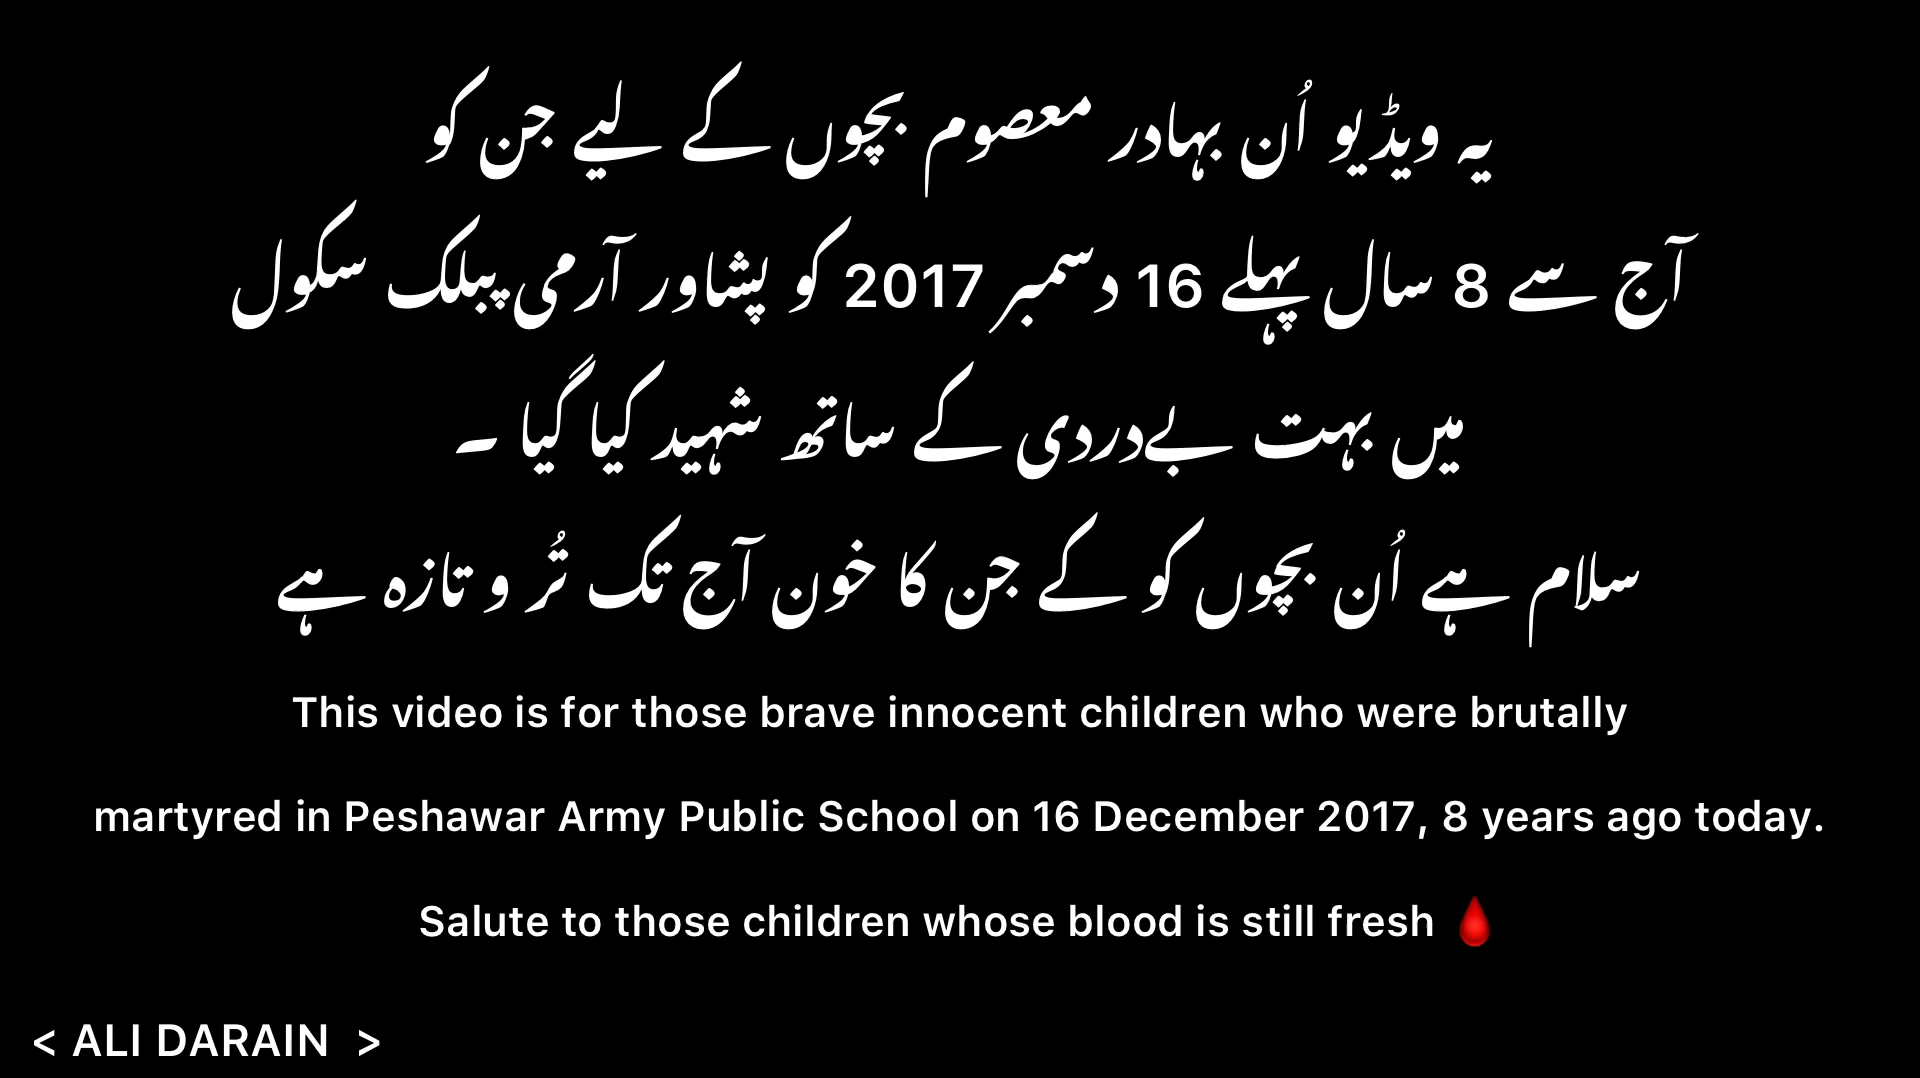 یہ ویڈیو اُن بہادر معصوم بچوں کے لیے جن کو
آج سے 8 سال پہلے 16 دسمبر 2017 کو پشاور آرمی پبلک سکول
میں بہت بےدردی کے ساتھ شہید کیا گیا ۔
سلام ہے اُن بچوں کو کے جن کا خون آج تک تُر و تازہ ہے
This video is for those brave innocent children who were brutally
martyred in Peshawar Army Public School on 16 December 2017, 8 years ago today.
Salute to those children whose blood is still fresh 🩸
< ALI DARAIN >